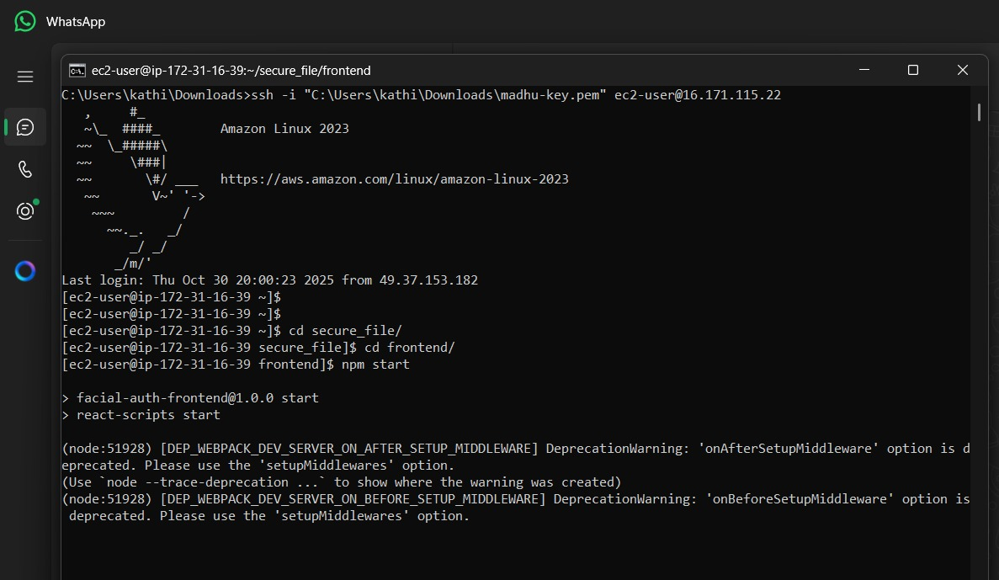 WhatsApp
ec2-user@ip-172-31-16-39:~/secure_file/frontend
C:\Users\kathi\Downloads>ssh -i "C:\Users\kathi\Downloads\madhu-key.pem" ec2-user@16.171.115.22
   ,     #_
   ~\_  ####_        Amazon Linux 2023
  ~~  \_#####\
  ~~     \###|
  ~~       \#/ ___   https://aws.amazon.com/linux/amazon-linux-2023
   ~~       V~' '->
    ~~~         /
      ~~._.   _/
         _/ _/
       _/m/'
Last login: Thu Oct 30 20:00:23 2025 from 49.37.153.182
[ec2-user@ip-172-31-16-39 ~]$
[ec2-user@ip-172-31-16-39 ~]$
[ec2-user@ip-172-31-16-39 ~]$ cd secure_file/
[ec2-user@ip-172-31-16-39 secure_file]$ cd frontend/
[ec2-user@ip-172-31-16-39 frontend]$ npm start
> facial-auth-frontend@1.0.0 start
> react-scripts start
(node:51928) [DEP_WEBPACK_DEV_SERVER_ON_AFTER_SETUP_MIDDLEWARE] DeprecationWarning: 'onAfterSetupMiddleware' option is d
eprecated. Please use the 'setupMiddlewares' option.
(Use `node --trace-deprecation ...` to show where the warning was created)
(node:51928) [DEP_WEBPACK_DEV_SERVER_ON_BEFORE_SETUP_MIDDLEWARE] DeprecationWarning: 'onBeforeSetupMiddleware' option is
 deprecated. Please use the 'setupMiddlewares' option.